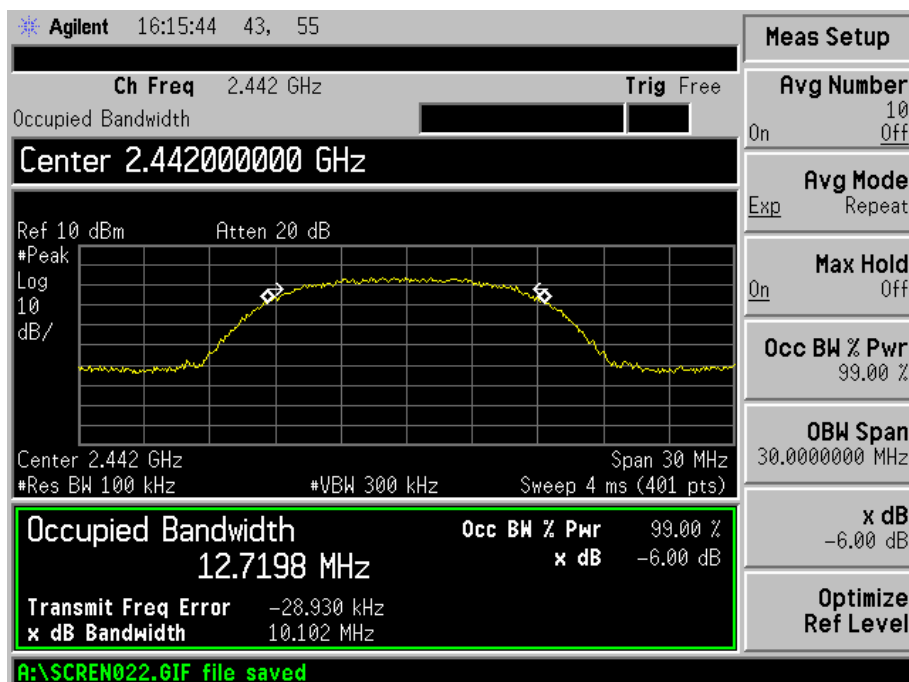 Agilent 16:15:44 43, 55
Ch Freq 2.442 GHz Trig Free
Occupied Bandwidth
Center 2.442000000 GHz
Ref 10 dBm Atten 20 dB
#Peak
Log
10
dB/
Center 2.442 GHz Span 30 MHz
#Res BW 100 kHz #VBW 300 kHz Sweep 4 ms (401 pts)
Occupied Bandwidth Occ BW % Pwr 99.00 %
12.7198 MHz x dB -6.00 dB
Transmit Freq Error -28.930 kHz
x dB Bandwidth 10.102 MHz
A:\SCREN022.GIF file saved
Meas Setup
Avg Number
10
On Off
Avg Mode
Exp Repeat
Max Hold
On Off
Occ BW % Pwr
99.00 %
OBW Span
30.0000000 MHz
x dB
-6.00 dB
Optimize
Ref Level